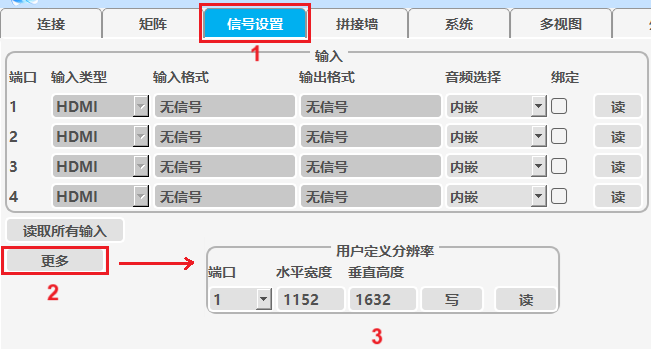 连接 矩阵 信号设置 拼接墙 系统 多视图
1
输入
端口 输入类型 输入格式 输出格式 音频选择 绑定
1 HDMI 无信号 无信号 内嵌 读
2 HDMI 无信号 无信号 内嵌 读
3 HDMI 无信号 无信号 内嵌 读
4 HDMI 无信号 无信号 内嵌 读
读取所有输入
更多
2
用户定义分辨率
端口 水平宽度 垂直高度
1 1152 1632 写 读
3